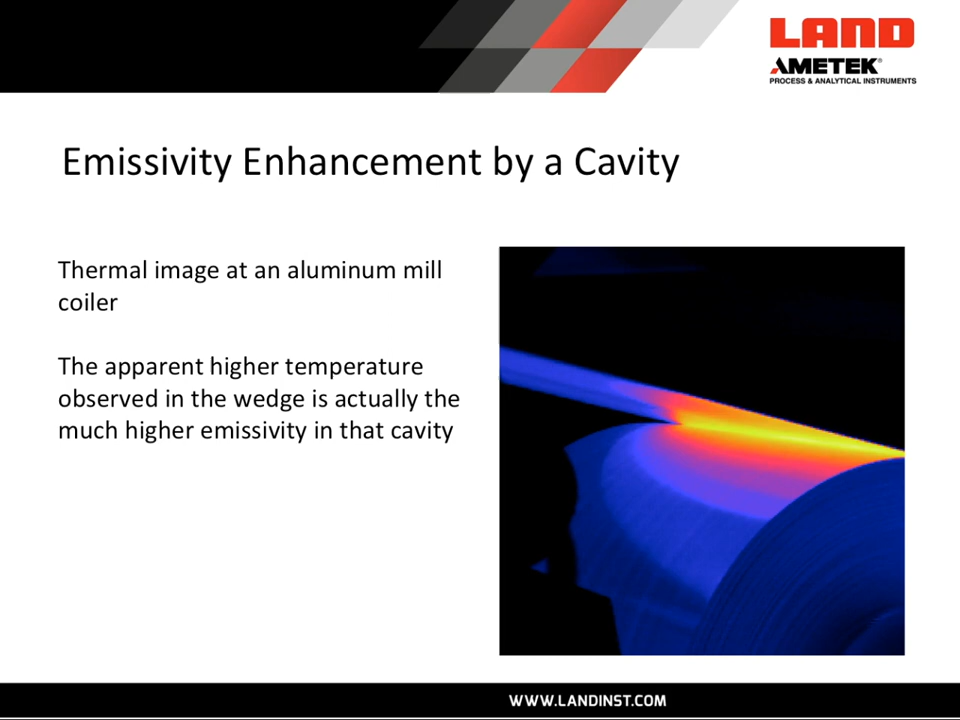 LAND
AMETEK®
PROCESS & ANALYTICAL INSTRUMENTS
Emissivity Enhancement by a Cavity
Thermal image at an aluminum mill
coiler
The apparent higher temperature
observed in the wedge is actually the
much higher emissivity in that cavity
WWW.LANDINST.COM